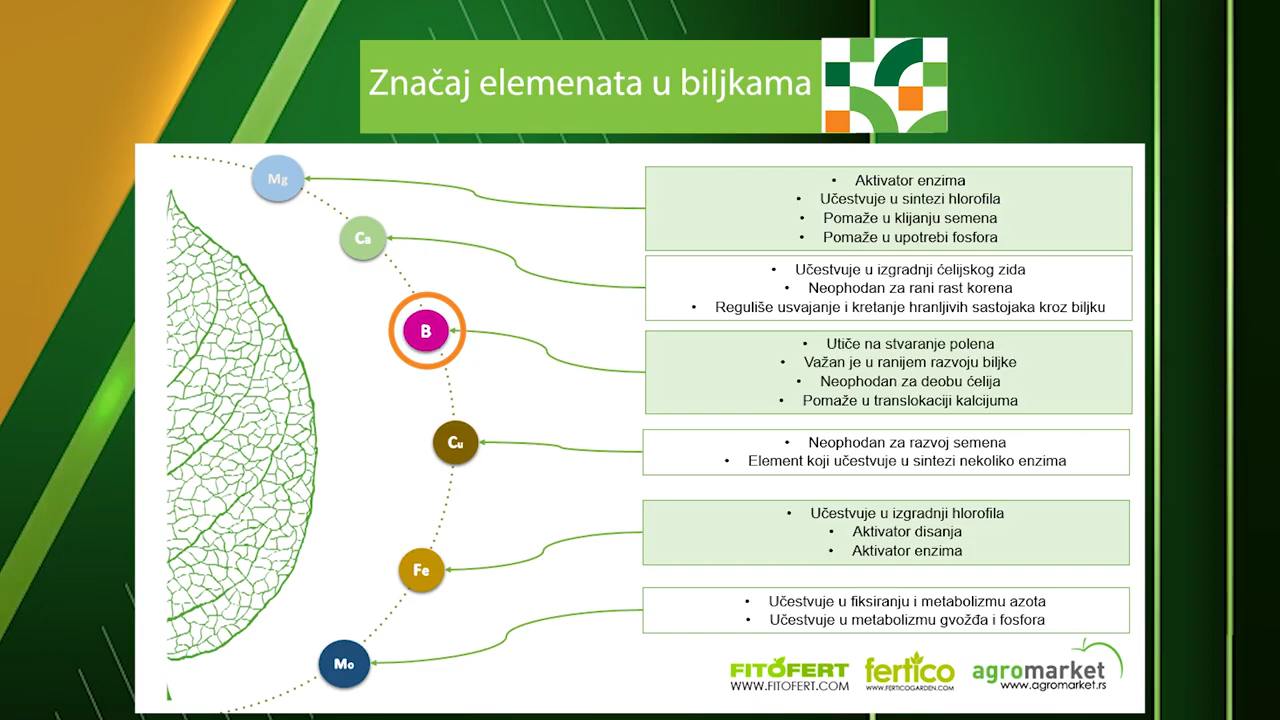 Značaj elemenata u biljkama
Mg
• Aktivator enzima
• Učestvuje u sintezi hlorofila
• Pomaže u klijanju semena
• Pomaže u upotrebi fosfora
Ca
• Učestvuje u izgradnji ćelijskog zida
• Neophodan za rani rast korena
• Reguliše usvajanje i kretanje hranljivih sastojaka kroz biljku
B
• Utiče na stvaranje polena
• Važan je u ranijem razvoju biljke
• Neophodan za deobu ćelija
• Pomaže u translokaciji kalcijuma
Cu
• Neophodan za razvoj semena
• Element koji učestvuje u sintezi nekoliko enzima
Fe
• Učestvuje u izgradnji hlorofila
• Aktivator disanja
• Aktivator enzima
Mo
• Učestvuje u fiksiranju i metabolizmu azota
• Učestvuje u metabolizmu gvožđa i fosfora
FITOFERT
WWW.FITOFERT.COM
fertico
WWW.FERTICOGARDEN.COM
agromarket
www.agromarket.rs